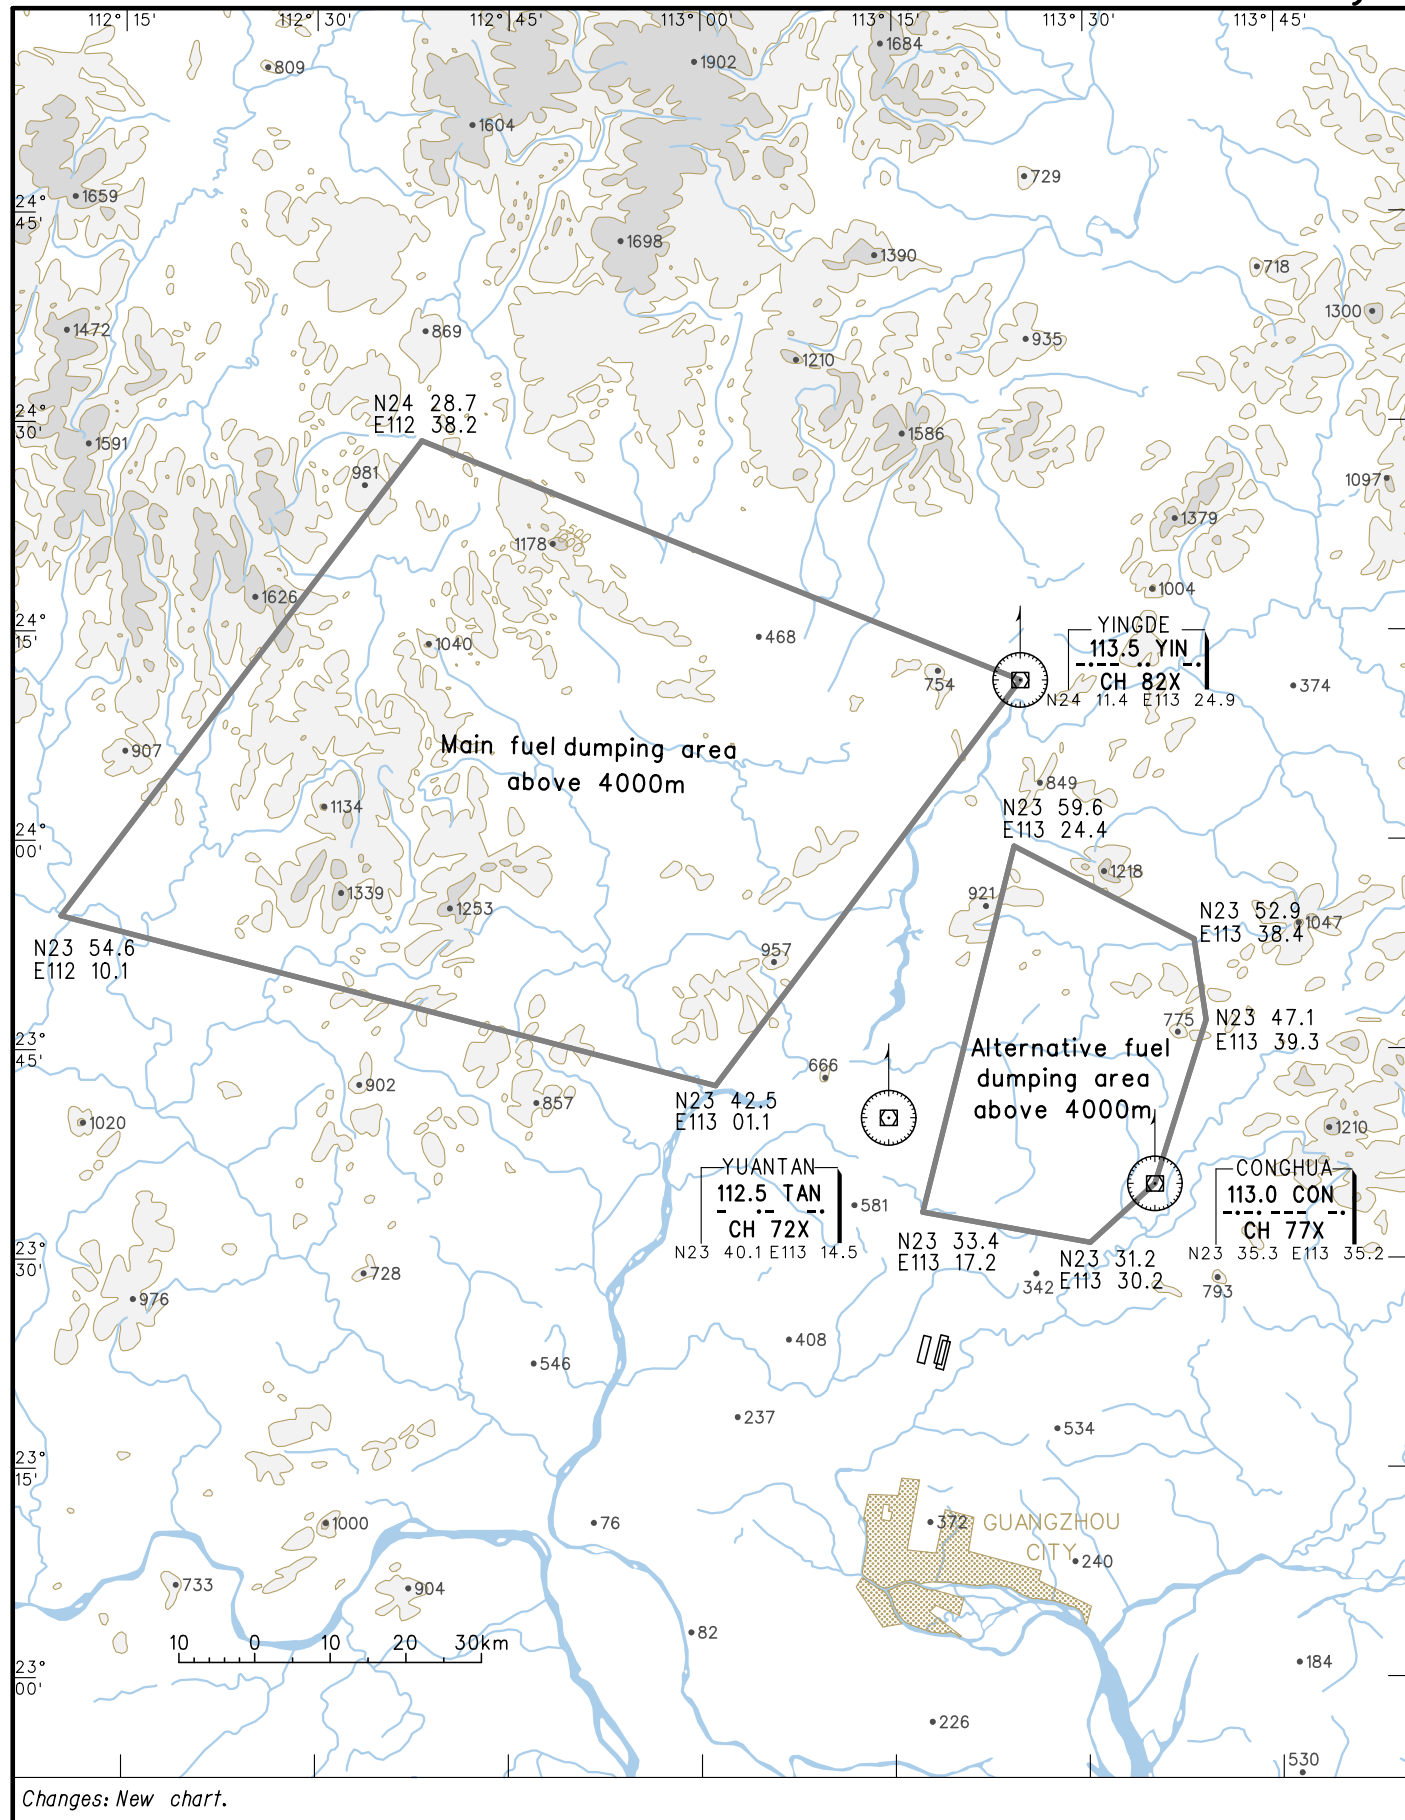 112° 15'
112° 30'
112° 45'
113° 00'
113° 15'
113° 30'
113° 45'
1684
1902
809
1604
729
1659
24°
45'
1698
1390
718
1300
1472
869
935
1210
N24 28.7
E112 38.2
24°
30'
1591
1586
981
1097
1379
1178
1004
1626
24°
15'
468
1040
YINGDE
113.5 YIN
CH 82X
N24 11.4 E113 24.9
754
374
907
Main fuel dumping area
above 4000m
849
1134
N23 59.6
E113 24.4
24°
00'
1218
1339
1253
921
N23 52.9
E113 38.4
1047
N23 54.6
E112 10.1
957
775
N23 47.1
E113 39.3
23°
45'
Alternative fuel
dumping area
above 4000m
666
902
857
N23 42.5
E113 01.1
1020
1210
YUANTAN
112.5 TAN
CH 72X
N23 40.1 E113 14.5
CONGHUA
113.0 CON
CH 77X
N23 35.3 E113 35.2
581
N23 33.4
E113 17.2
N23 31.2
E113 30.2
23°
30'
728
342
793
976
408
546
237
534
23°
15'
1000
76
372
GUANGZHOU
CITY
240
733
904
82
10 0 10 20 30km
184
23°
00'
226
530
Changes: New chart.